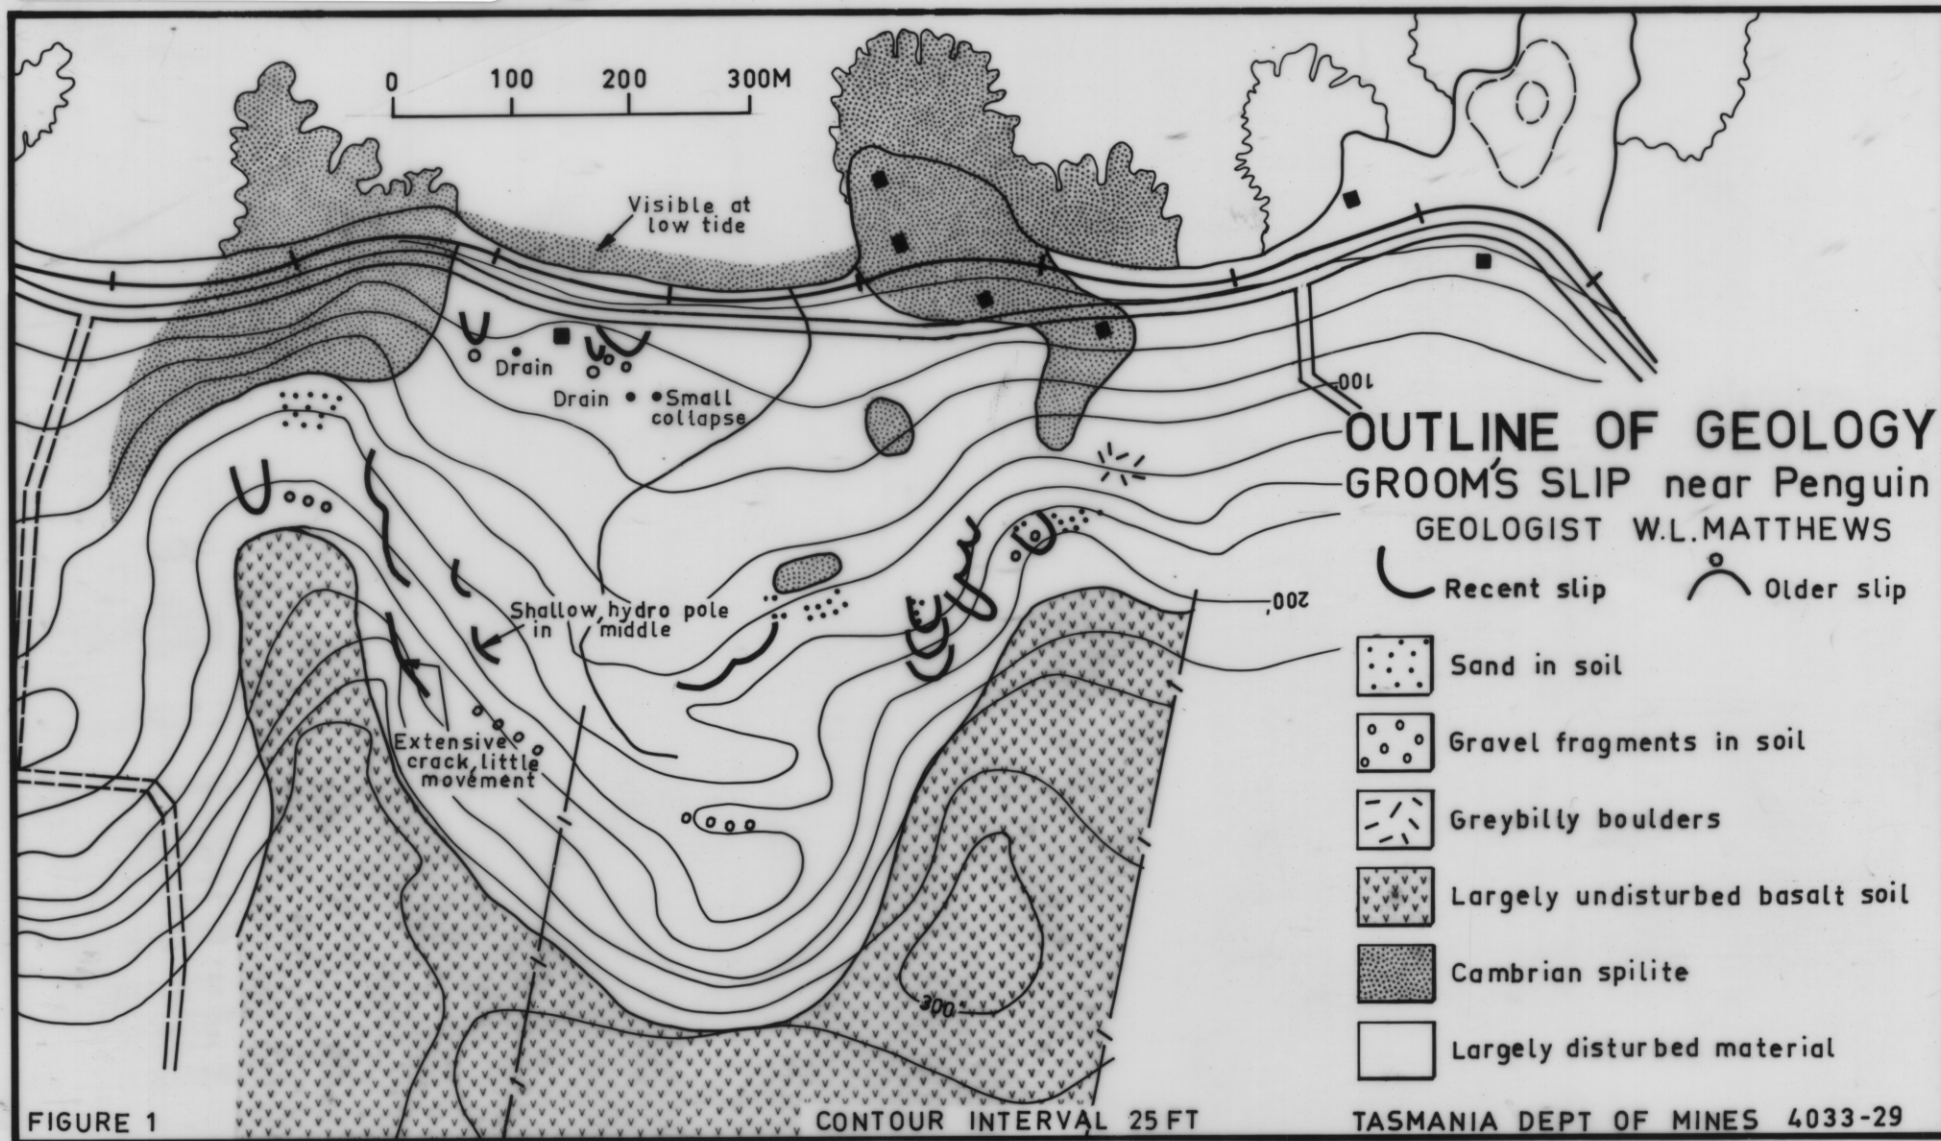 0 100 200 300M
Visible at
low tide
Drain
Drain
Small
collapse
100'
OUTLINE OF GEOLOGY
GROOM'S SLIP near Penguin
GEOLOGIST W.L.MATTHEWS
Recent slip
Older slip
200'
Shallow, hydro pole
in middle
Sand in soil
Extensive
crack, little
movement
Gravel fragments in soil
Greybilly boulders
Largely undisturbed basalt soil
Cambrian spilite
300'
Largely disturbed material
FIGURE 1
CONTOUR INTERVAL 25 FT
TASMANIA DEPT OF MINES 4033-29